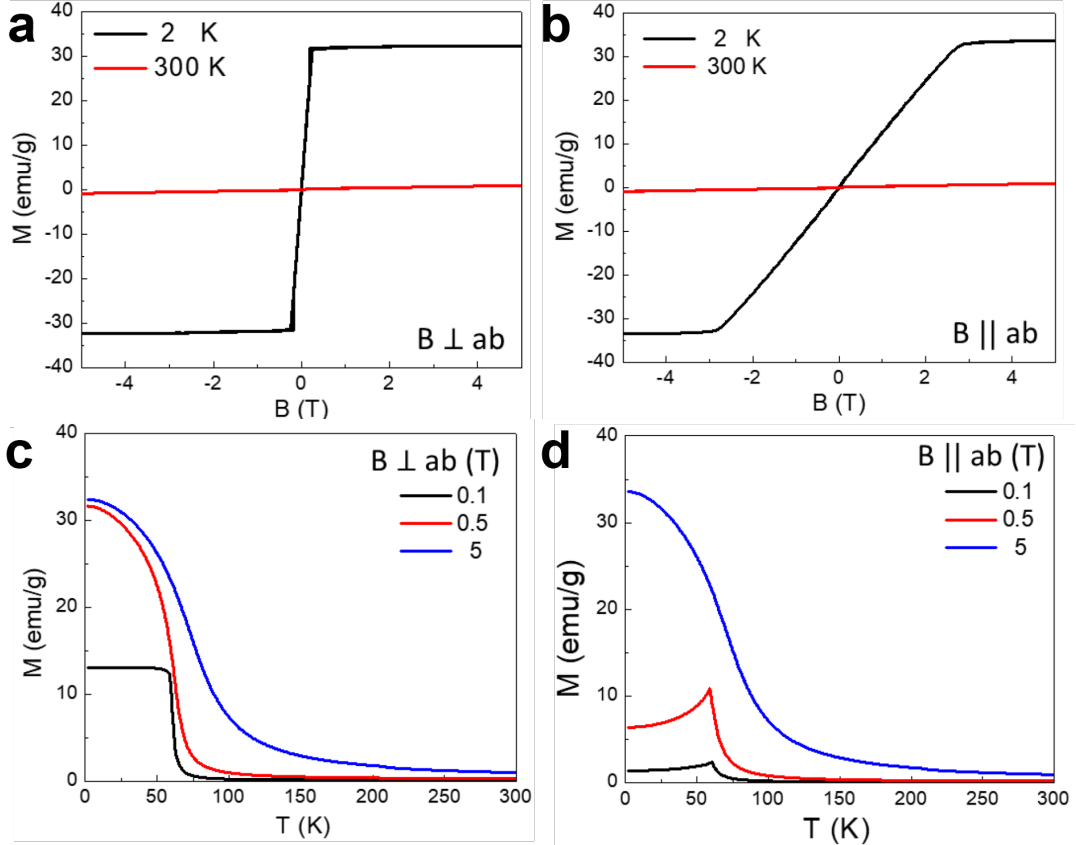 a
2 K
300 K
M (emu/g)
40
30
20
10
0
-10
-20
-30
-40
-4
-2
0
2
4
B (T)
B ⊥ ab
b
2 K
300 K
M (emu/g)
40
30
20
10
0
-10
-20
-30
-40
-4
-2
0
2
4
B (T)
B || ab
c
B ⊥ ab (T)
0.1
0.5
5
M (emu/g)
40
30
20
10
0
0
50
100
150
200
250
300
T (K)
d
B || ab (T)
0.1
0.5
5
M (emu/g)
40
30
20
10
0
0
50
100
150
200
250
300
T (K)